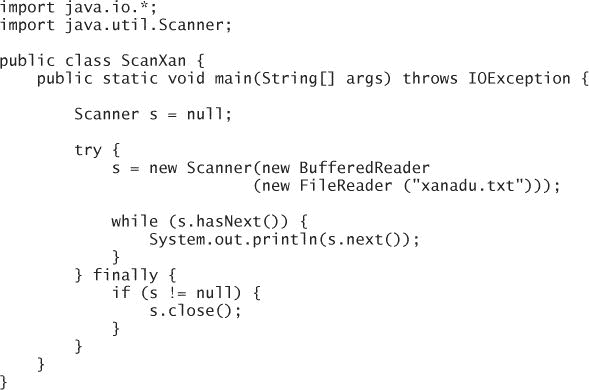 import java.io.*;
import java.util.Scanner;

public class ScanXan {
    public static void main(String[] args) throws IOException {

        Scanner s = null;

        try {
            s = new Scanner(new BufferedReader
                           (new FileReader ("xanadu.txt")));

            while (s.hasNext()) {
                System.out.println(s.next());
            }
        } finally {
            if (s != null) {
                s.close();
            }
        }
    }
}